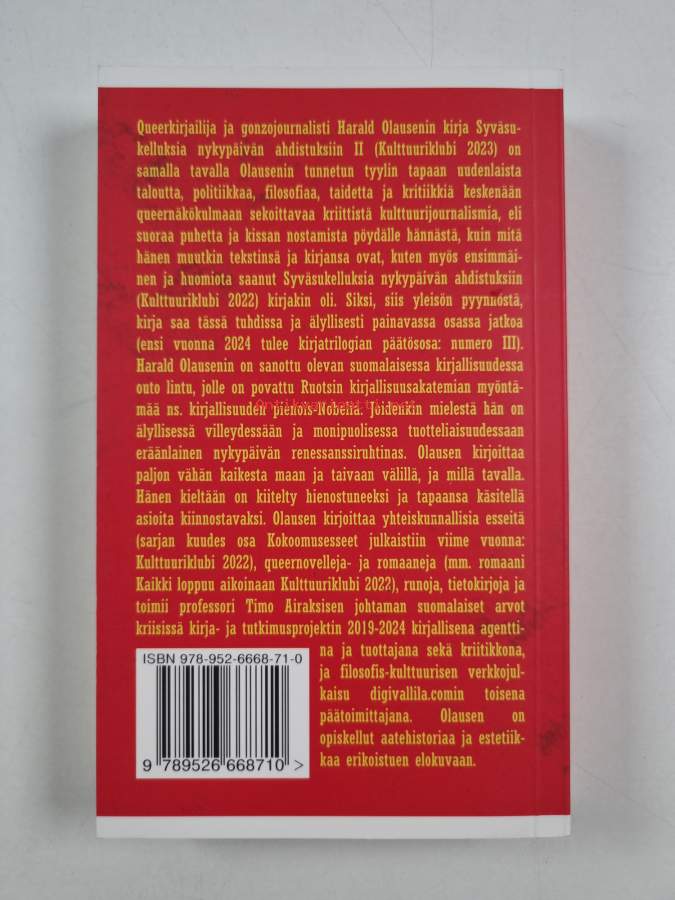 Queerkirjailija ja gonzojournalisti Harald Olausenin kirja Syväsu-
kelluksia nykypäivän ahdistuksiin II (Kulttuuriklubi 2023) on
samalla tavalla Olausenin tunnetun tyylin tapaan uudenlaista
taloutta, politiikkaa, filosofiaa, taidetta ja kritiikkiä keskenään
queernäkökulmaan sekoittavaa kriittistä kulttuurijournalismia, eli
suoraa puhetta ja kissan nostamista pöydälle hännästä, kuin mitä
hänen muutkin tekstinsä ja kirjansa ovat, kuten myös ensimmäi-
nen ja huomiota saanut Syväsukelluksia nykypäivän ahdistuksiin
(Kulttuuriklubi 2022) kirjakin oli. Siksi, siis yleisön pyynnöstä,
kirja saa tässä tuhdissa ja älyllisesti painavassa osassa jatkoa
(ensi vuonna 2024 tulee kirjatrilogian päätösosa: numero III).
Harald Olausenin on sanottu olevan suomalaisessa kirjallisuudessa
outo lintu, jolle on povattu Ruotsin kirjallisuusakatemian myöntä-
Antikvariaatti.net
mää ns. kirjallisuuden pienois-Nobelia. Joidenkin mielestä hän on
älyllisessä villeydessään ja monipuolisessa tuotteliaisuudessaan
eräänlainen nykypäivän renessanssiruhtinas. Olausen kirjoittaa
paljon vähän kaikesta maan ja taivaan välillä, ja millä tavalla.
Hänen kieltään on kiitelty hienostuneeksi ja tapaansa käsitellä
asioita kiinnostavaksi. Olausen kirjoittaa yhteiskunnallisia esseitä
(sarjan kuudes osa Kokoomusesseet julkaistiin viime vuonna:
Kulttuuriklubi 2022), queernovelleja- ja romaaneja (mm. romaani
Kaikki loppuu aikoinaan Kulttuuriklubi 2022), runoja, tietokirjoja ja
toimii professori Timo Airaksisen johtaman suomalaiset arvot
kriisissä kirja- ja tutkimusprojektin 2019-2024 kirjallisena agentti-
na ja tuottajana sekä kriitikkona,
ja filosofis-kulttuurisen verkkojul-
kaisu digivallila.comin toisena
päätoimittajana. Olausen on
opiskellut aatehistoriaa ja estetiik-
kaa erikoistuen elokuvaan.
ISBN 978-952-6668-71-0
9 789526 668710 >